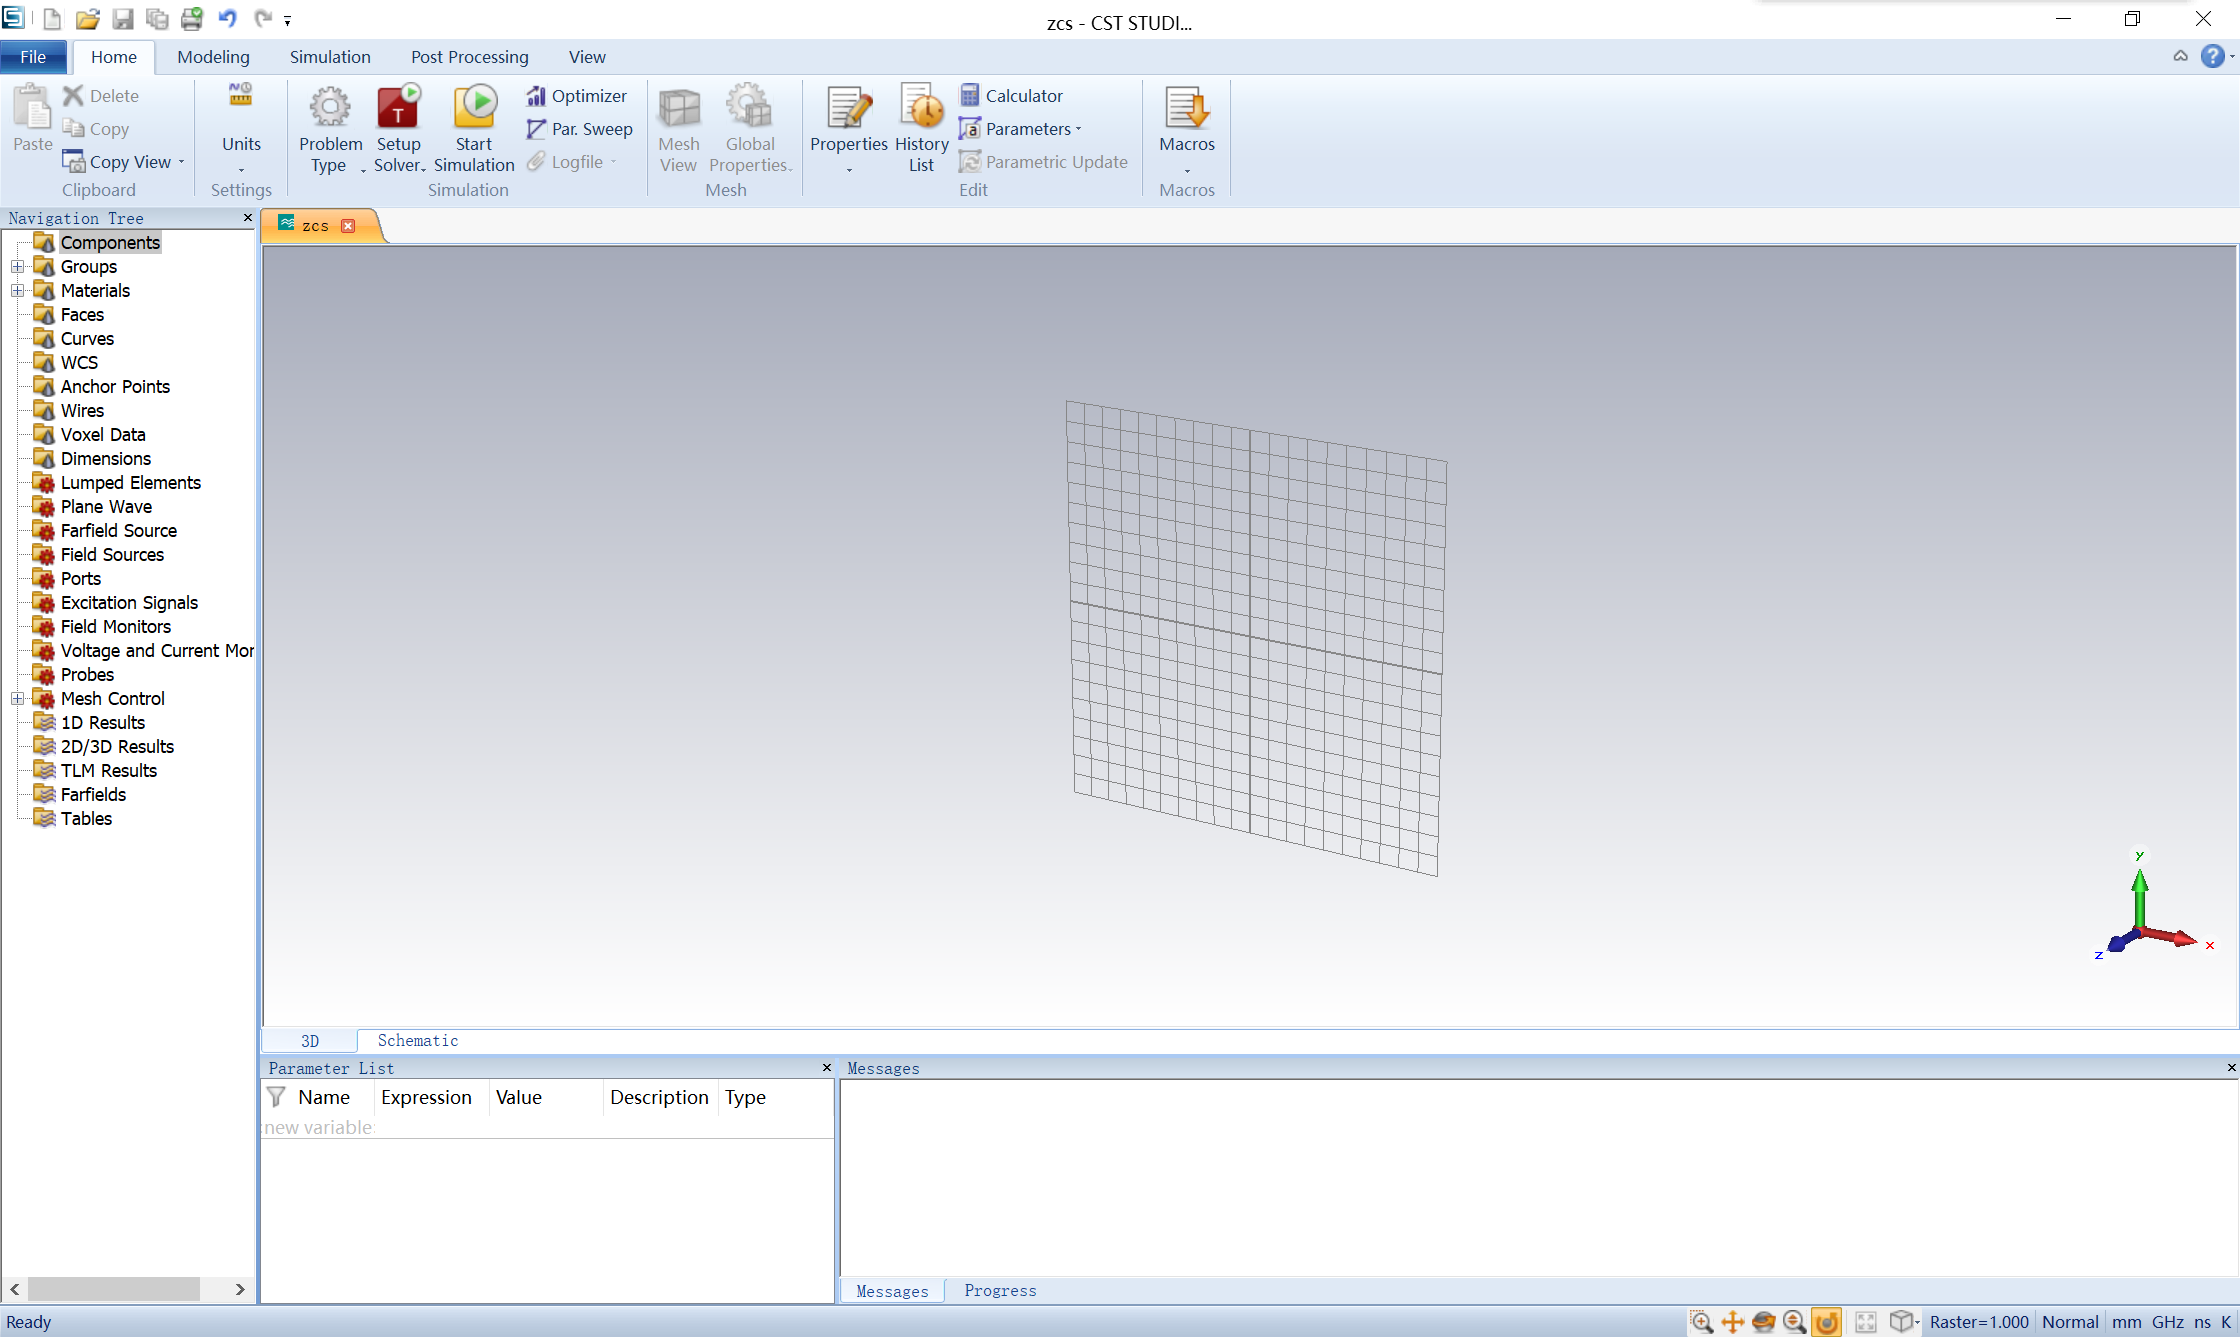 zcs - CST STUDI...
File Home Modeling Simulation Post Processing View
Paste
Delete
Copy
Copy View
Clipboard
Units
Settings
Problem Type
Setup Solver
Start Simulation
Optimizer
Par. Sweep
Logfile
Simulation
Mesh View
Global Properties
Mesh
Properties
History List
Calculator
Parameters
Parametric Update
Edit
Macros
Macros
Navigation Tree
Components
Groups
Materials
Faces
Curves
WCS
Anchor Points
Wires
Voxel Data
Dimensions
Lumped Elements
Plane Wave
Farfield Source
Field Sources
Ports
Excitation Signals
Field Monitors
Voltage and Current Mor
Probes
Mesh Control
1D Results
2D/3D Results
TLM Results
Farfields
Tables
zcs
y
x
z
3D Schematic
Parameter List
Name Expression Value Description Type
new variable
Messages
Messages Progress
Ready
Raster=1.000 Normal mm GHz ns K